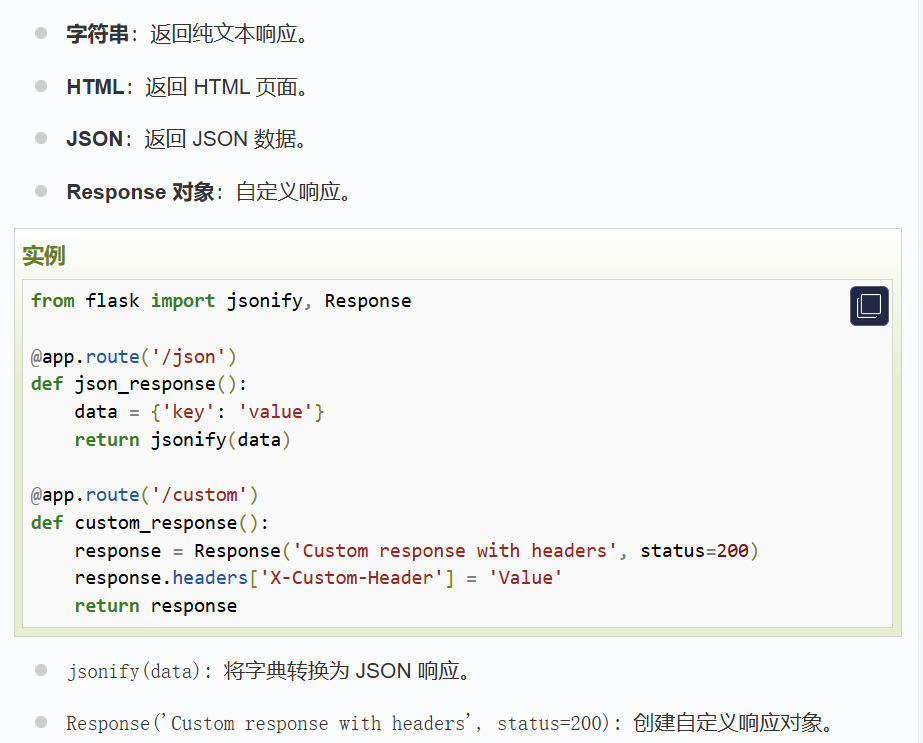 字符串：返回纯文本响应。
HTML：返回 HTML 页面。
JSON：返回 JSON 数据。
Response 对象：自定义响应。
实例
from flask import jsonify, Response
@app.route('/json')
def json_response():
    data = {'key': 'value'}
    return jsonify(data)
@app.route('/custom')
def custom_response():
    response = Response('Custom response with headers', status=200)
    response.headers['X-Custom-Header'] = 'Value'
    return response
jsonify(data)：将字典转换为 JSON 响应。
Response('Custom response with headers', status=200)：创建自定义响应对象。